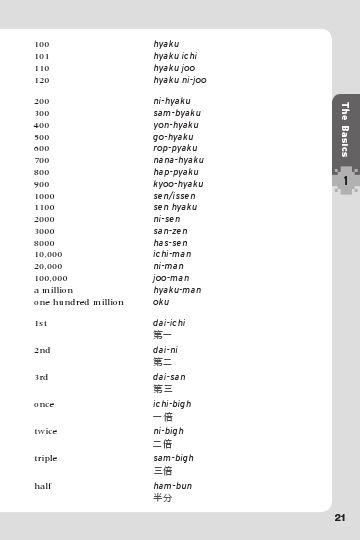 100 hyaku
101 hyaku ichi
110 hyaku joo
120 hyaku ni-joo
200 ni-hyaku
300 sam-byaku
400 yon-hyaku
500 go-hyaku
600 rop-pyaku
700 nana-hyaku
800 hap-pyaku
900 kyoo-hyaku
1000 sen/issen
1100 sen hyaku
2000 ni-sen
3000 san-zen
8000 has-sen
10,000 ichi-man
20,000 ni-man
100,000 joo-man
a million hyaku-man
one hundred million oku
1st dai-ichi
第一
2nd dai-ni
第二
3rd dai-san
第三
once ichi-bigh
一倍
twice ni-bigh
二倍
triple sam-bigh
三倍
half ham-bun
半分
The Basics
1
21